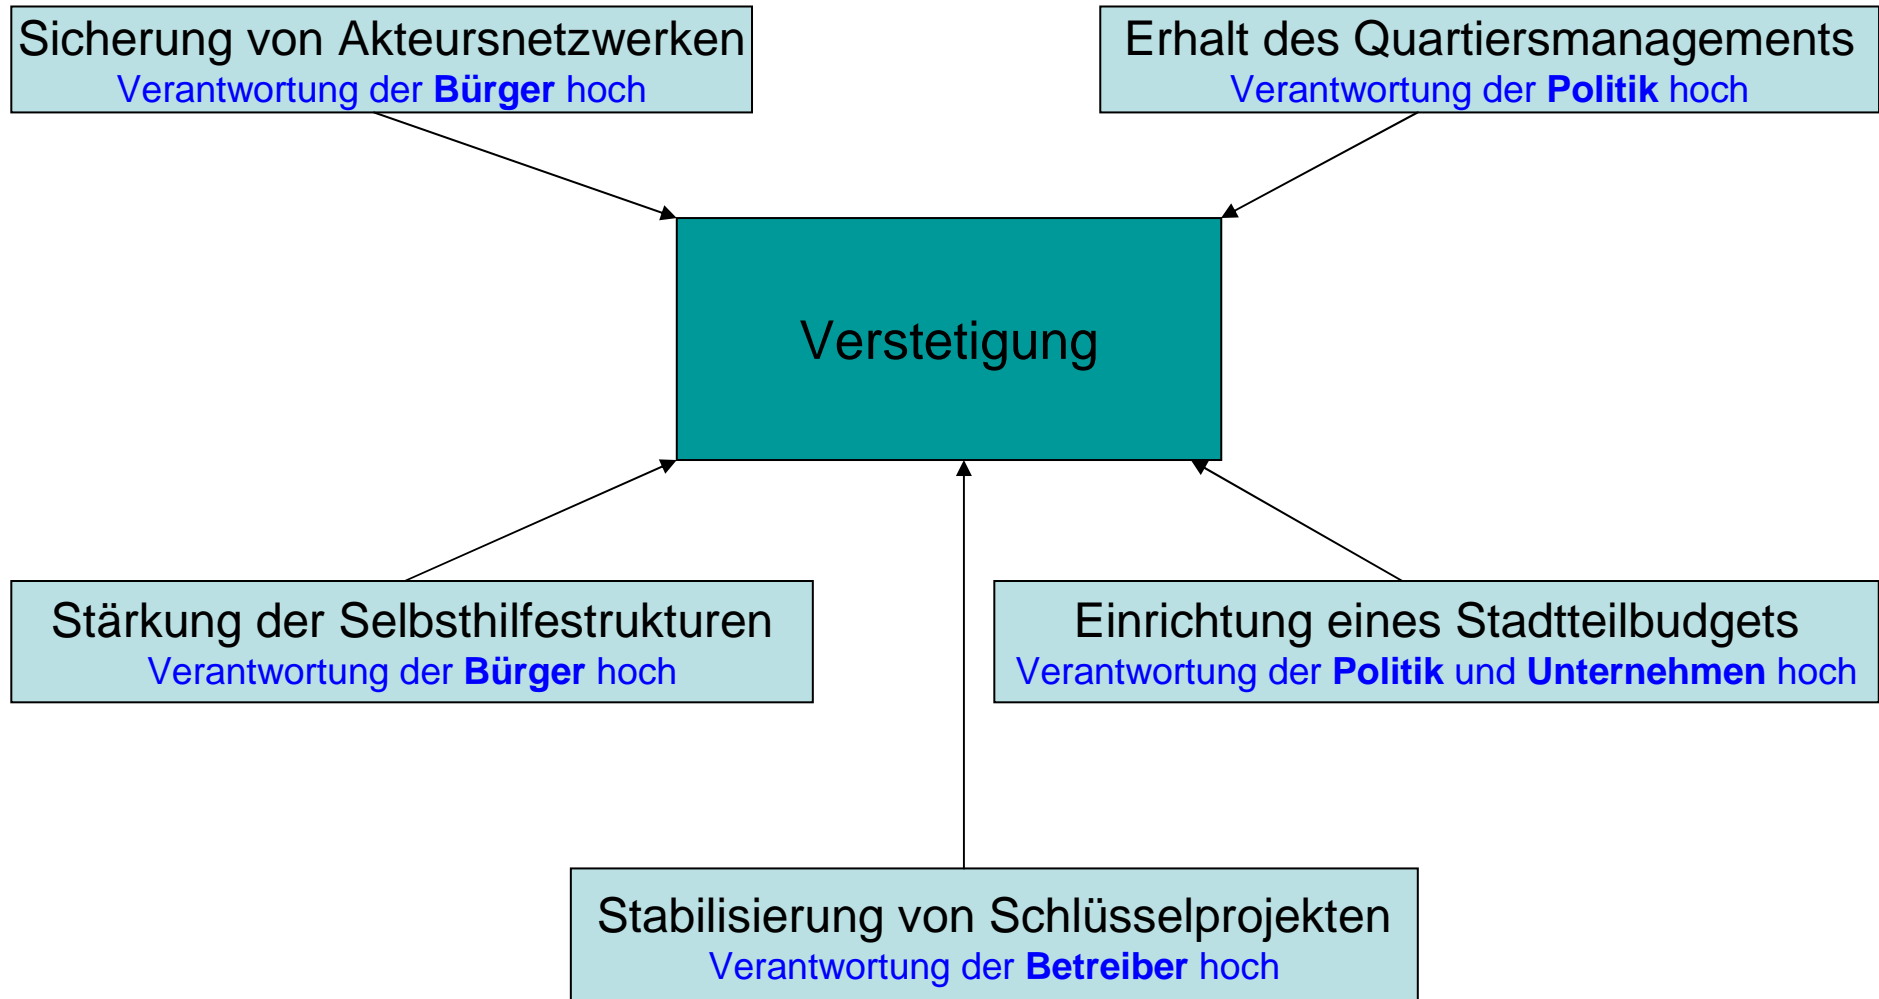 Sicherung von Akteursnetzwerken
Verantwortung der Bürger hoch
Erhalt des Quartiersmanagements
Verantwortung der Politik hoch
Verstetigung
Stärkung der Selbsthilfestrukturen
Verantwortung der Bürger hoch
Einrichtung eines Stadtteilbudgets
Verantwortung der Politik und Unternehmen hoch
Stabilisierung von Schlüsselprojekten
Verantwortung der Betreiber hoch